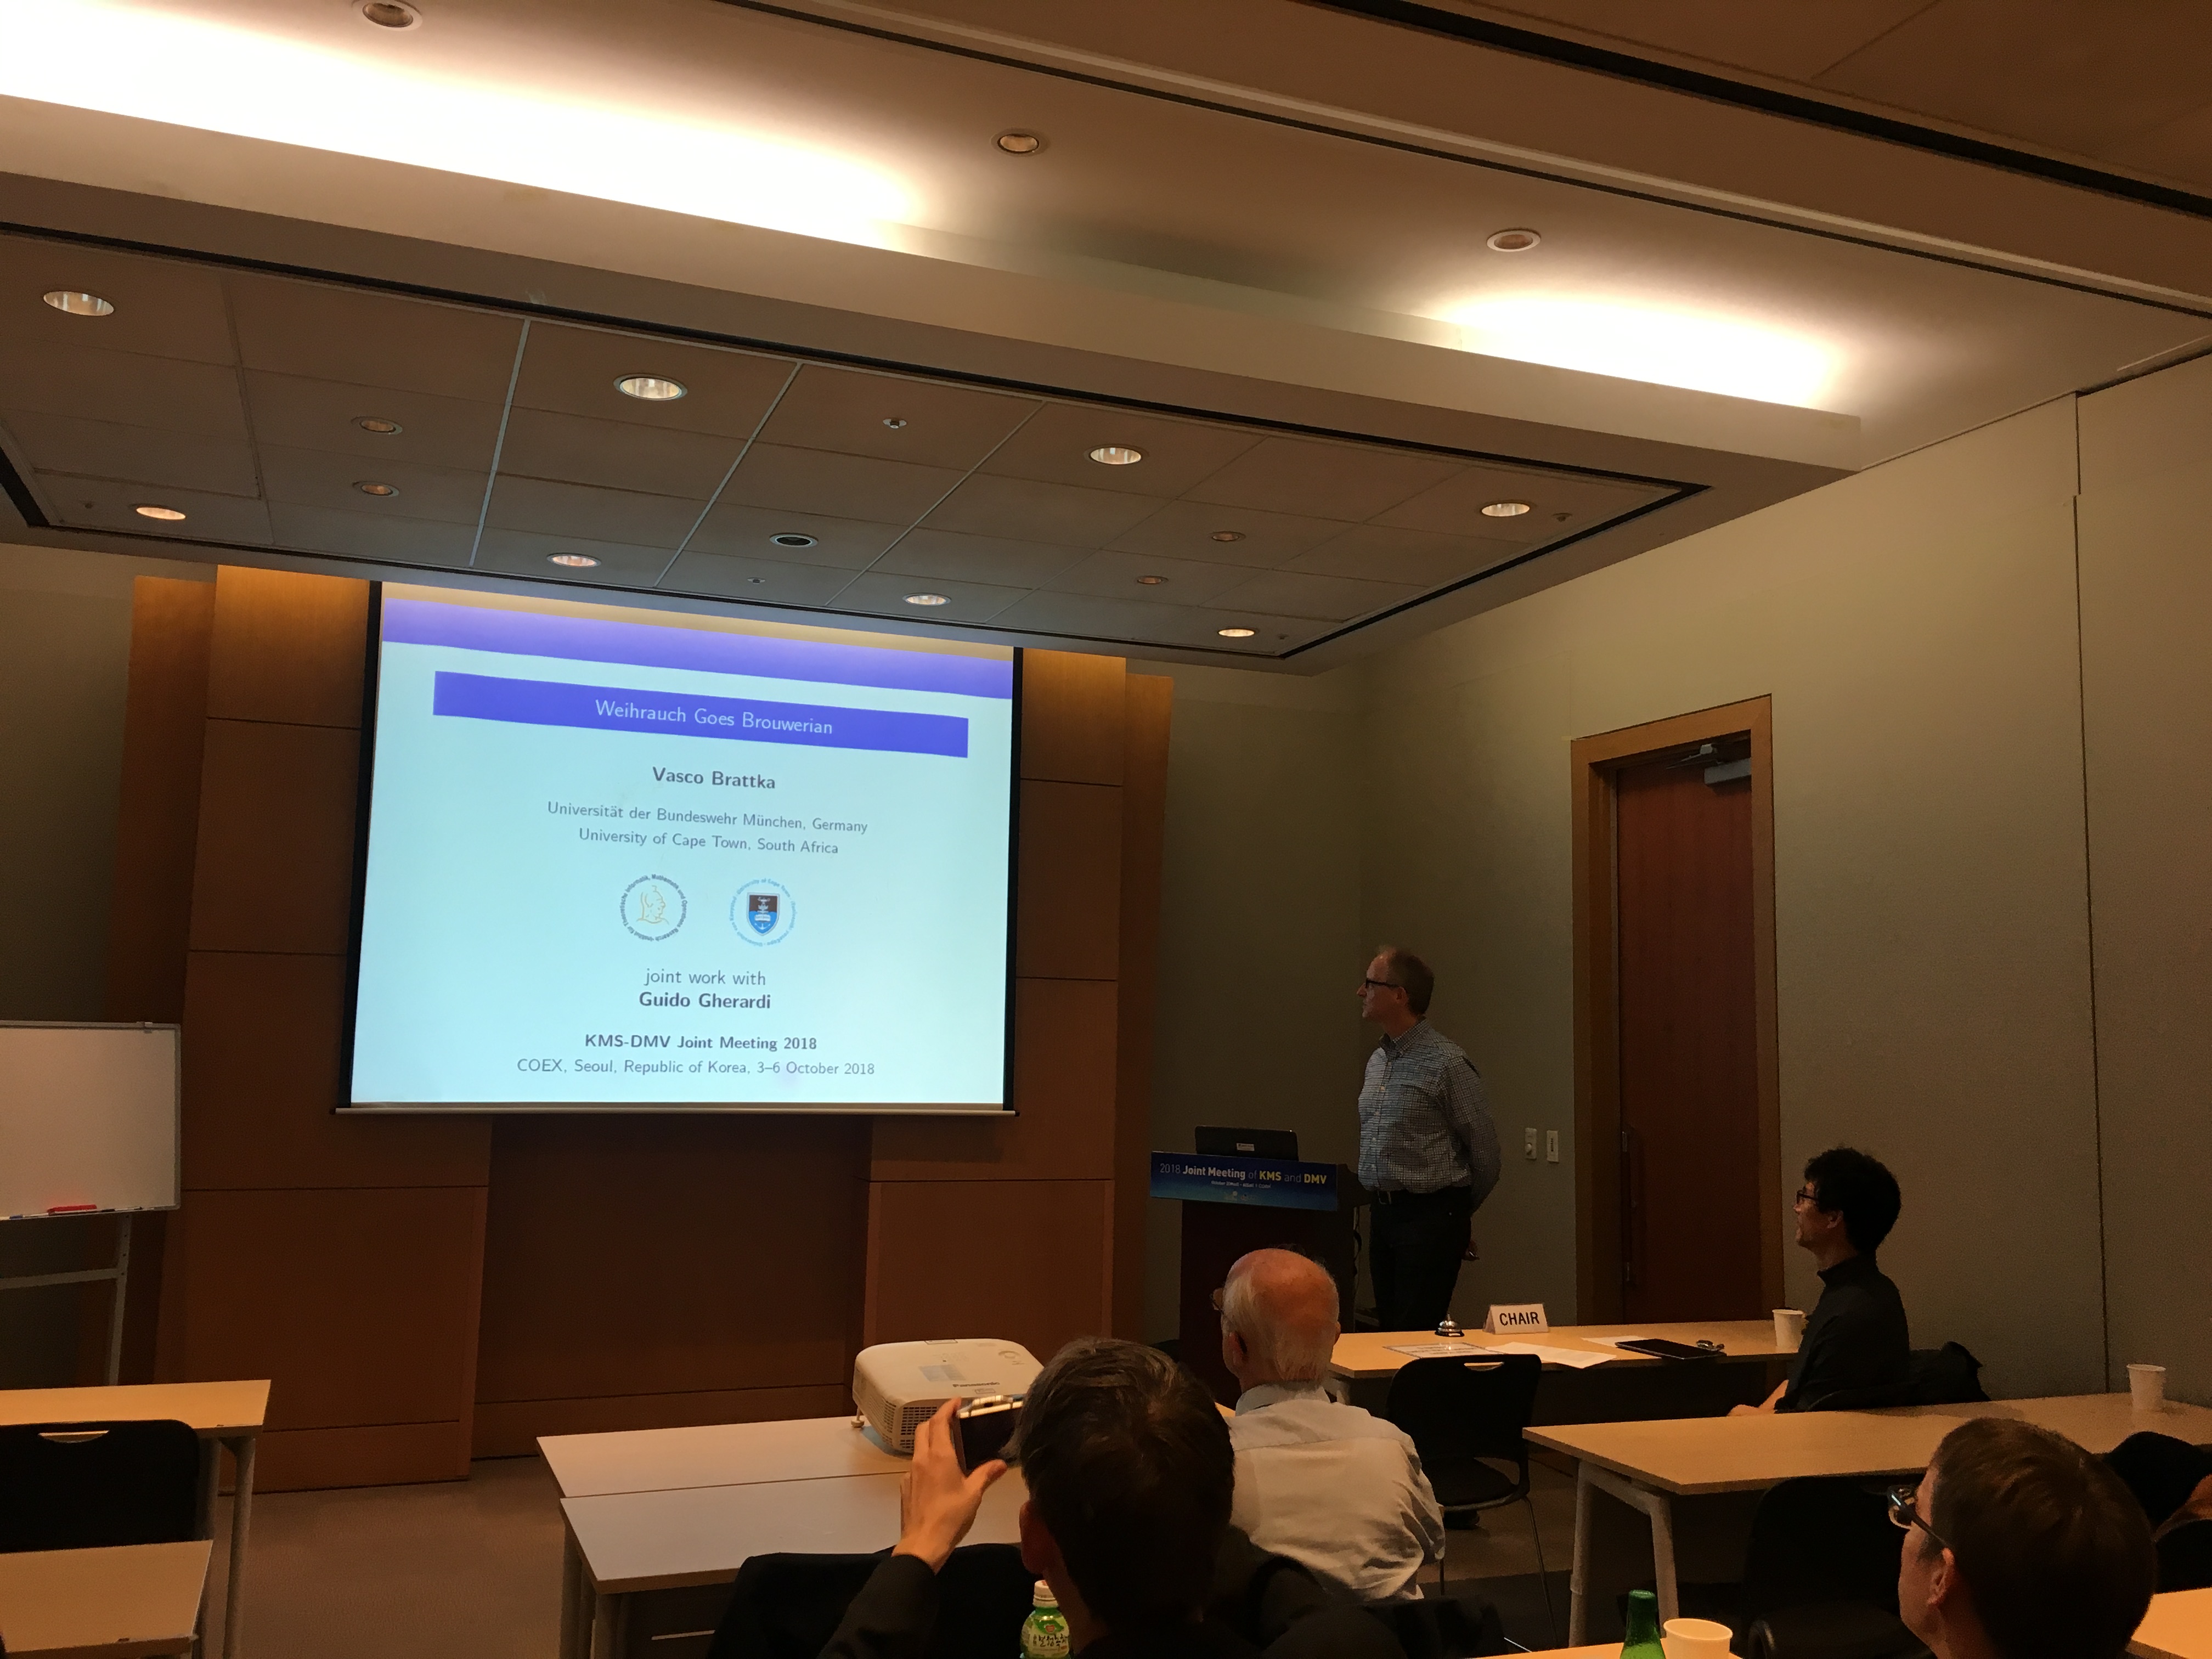 Weihrauch Goes Brouwerian
Vasco Brattka
Universität der Bundeswehr München, Germany
University of Cape Town, South Africa
joint work with
Guido Gherardi
KMS-DMV Joint Meeting 2018
COEX, Seoul, Republic of Korea, 3–6 October 2018
2018 Joint Meeting of KMS and DMV
CHAIR
Panasonic